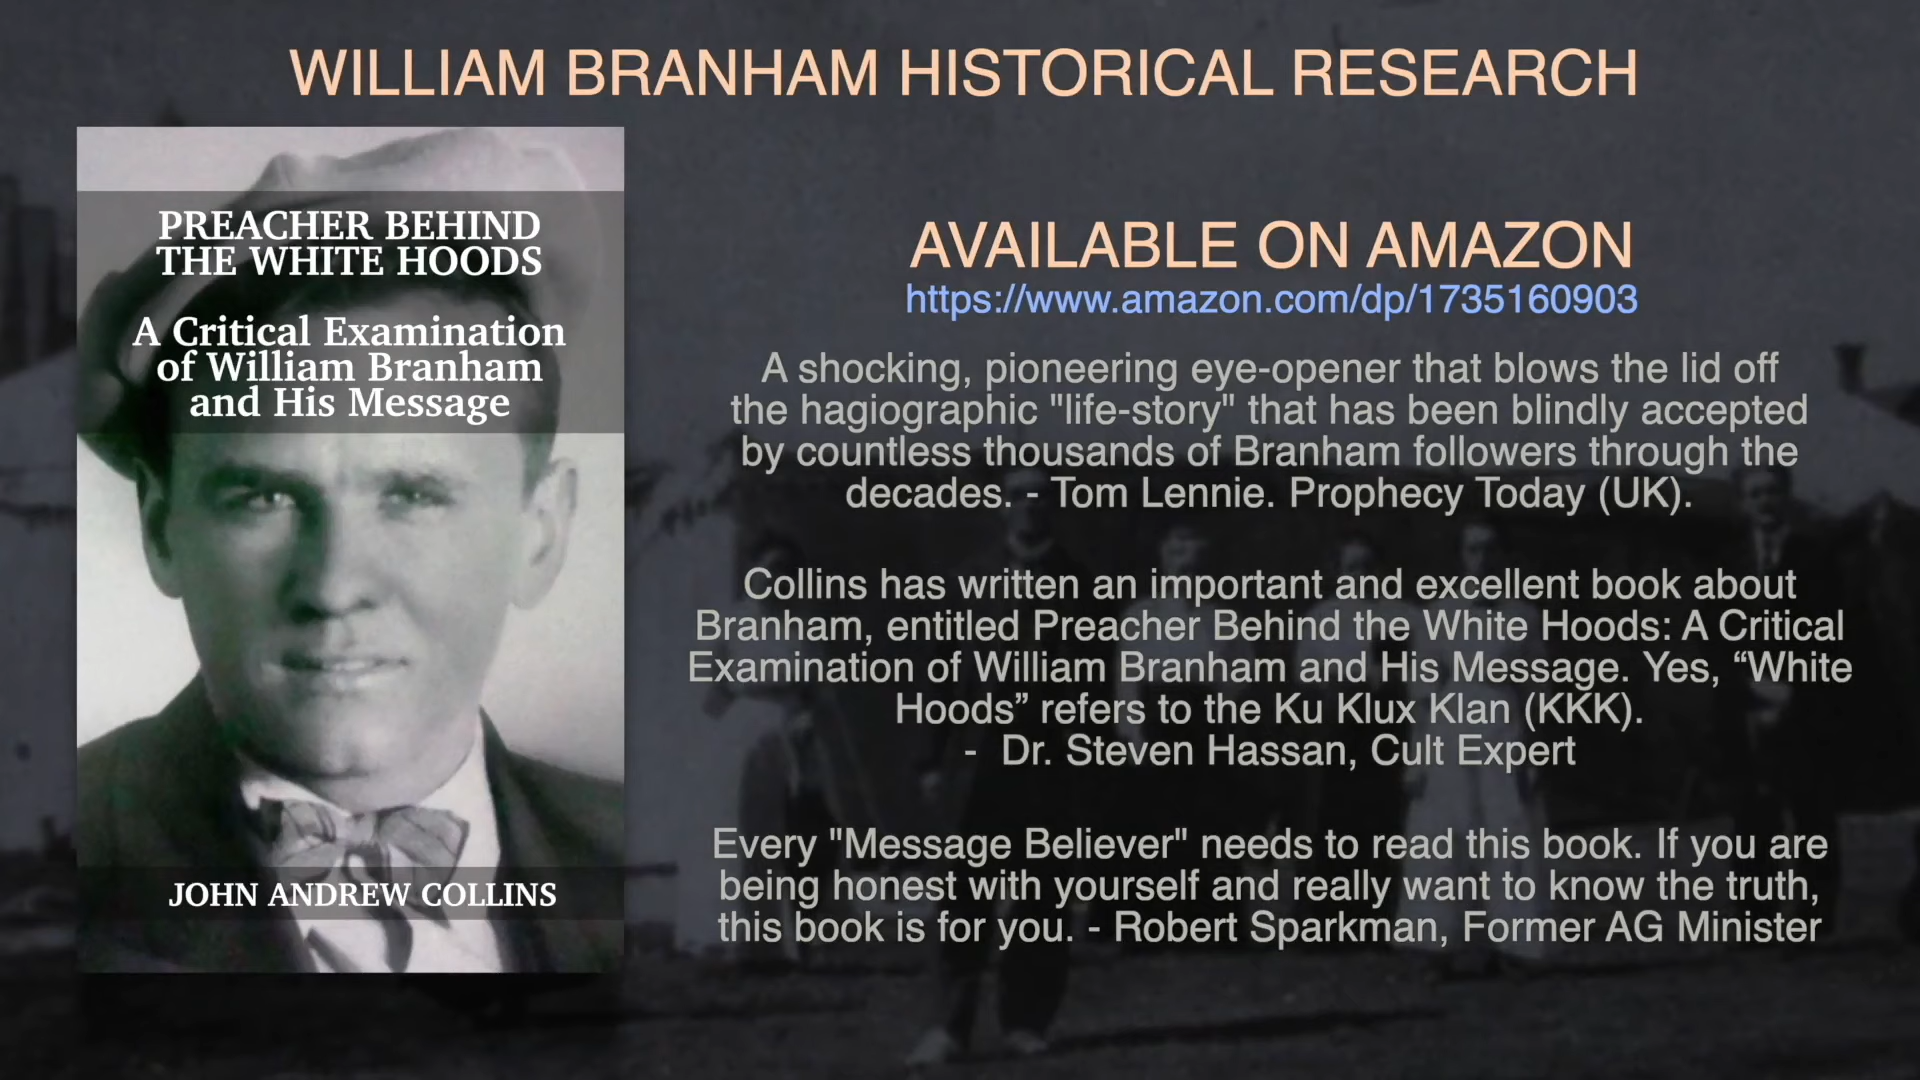 WILLIAM BRANHAM HISTORICAL RESEARCH
PREACHER BEHIND
THE WHITE HOODS
A Critical Examination
of William Branham
and His Message
JOHN ANDREW COLLINS
AVAILABLE ON AMAZON
https://www.amazon.com/dp/1735160903
A shocking, pioneering eye-opener that blows the lid off
the hagiographic "life-story" that has been blindly accepted
by countless thousands of Branham followers through the
decades. - Tom Lennie. Prophecy Today (UK).
Collins has written an important and excellent book about
Branham, entitled Preacher Behind the White Hoods: A Critical
Examination of William Branham and His Message. Yes, “White
Hoods” refers to the Ku Klux Klan (KKK).
- Dr. Steven Hassan, Cult Expert
Every "Message Believer" needs to read this book. If you are
being honest with yourself and really want to know the truth,
this book is for you. - Robert Sparkman, Former AG Minister